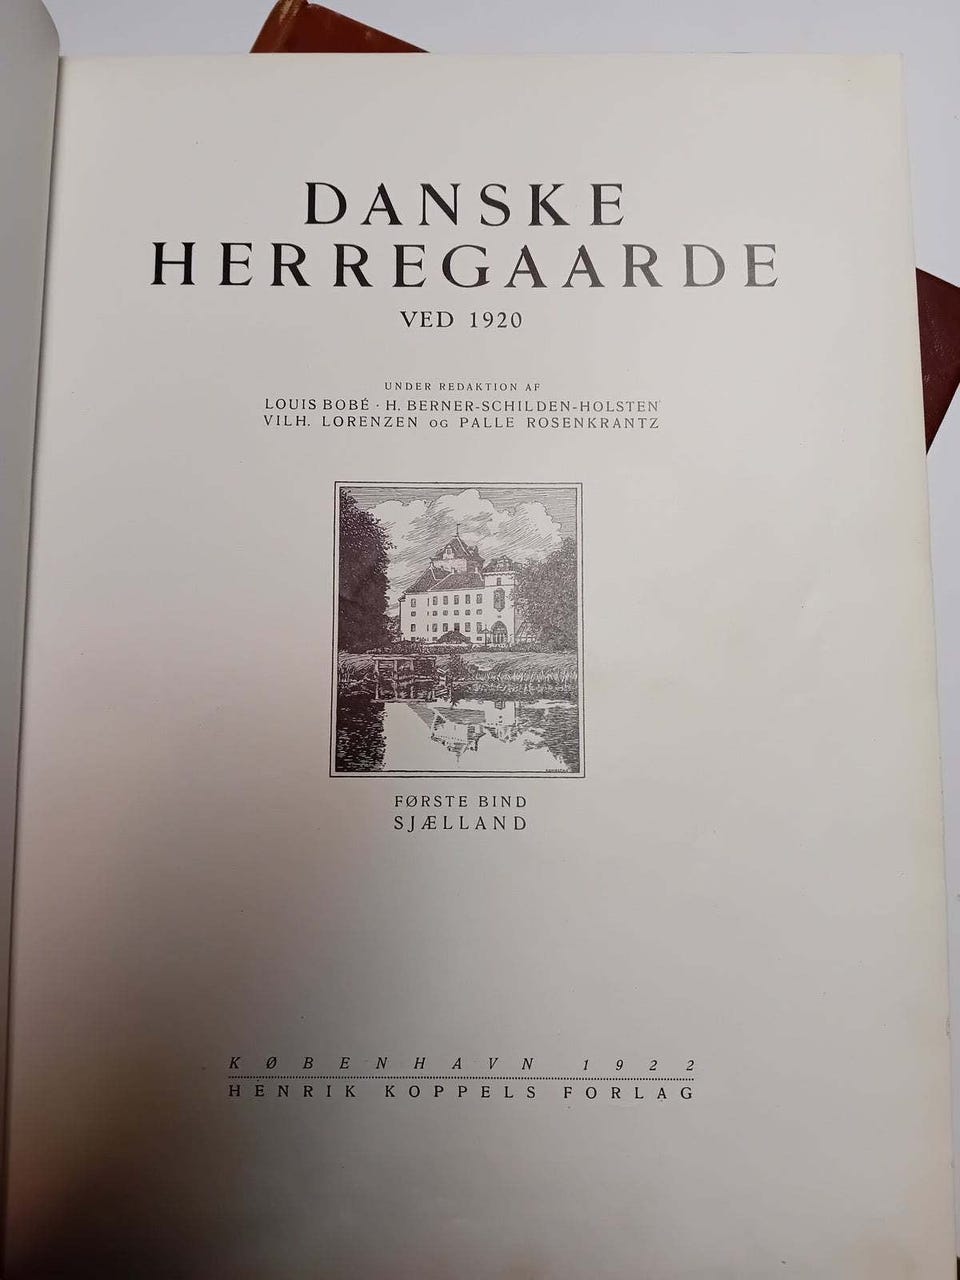 DANSKE
HERREGAARDE
VED 1920
UNDER REDAKTION AF
LOUIS BOBÉ · H. BERNER-SCHILDEN-HOLSTEN
VILH. LORENZEN OG PALLE ROSENKRANTZ
FØRSTE BIND
SJÆLLAND
KØBENHAVN 1922
HENRIK KOPPELS FORLAG